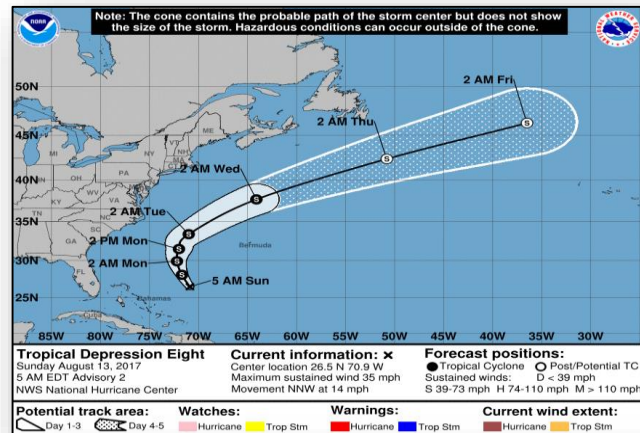 Note: The cone contains the probable path of the storm center but does not show
the size of the storm. Hazardous conditions can occur outside of the cone.
NOAA
2 AM Fri
50N
2 AM Thu
ME
45N
VT
NH
MI
NY
MA
2 AM Wed
40N
PA
OH
WV
KY
VA
2 AM Tue
35N
TN
NC
SC
2 PM Mon
GA
Bermuda
30N
2 AM Mon
FL
5 AM Sun
25N
Bahamas
Cuba
85W 80W 75W 70W 65W 60W 55W 50W 45W 40W 35W 30W
S
S
S
S
S
S
S
Tropical Depression Eight
Sunday August 13, 2017
5 AM EDT Advisory 2
NWS National Hurricane Center
Current information: x
Center location 26.5 N 70.9 W
Maximum sustained wind 35 mph
Movement NNW at 14 mph
Forecast positions:
Tropical Cyclone Post/Potential TC
Sustained winds: D < 39 mph
S 39-73 mph H 74-110 mph M > 110 mph
Potential track area:
Day 1-3 Day 4-5
Watches:
Hurricane Trop Stm
Warnings:
Hurricane Trop Stm
Current wind extent:
Hurricane Trop Stm